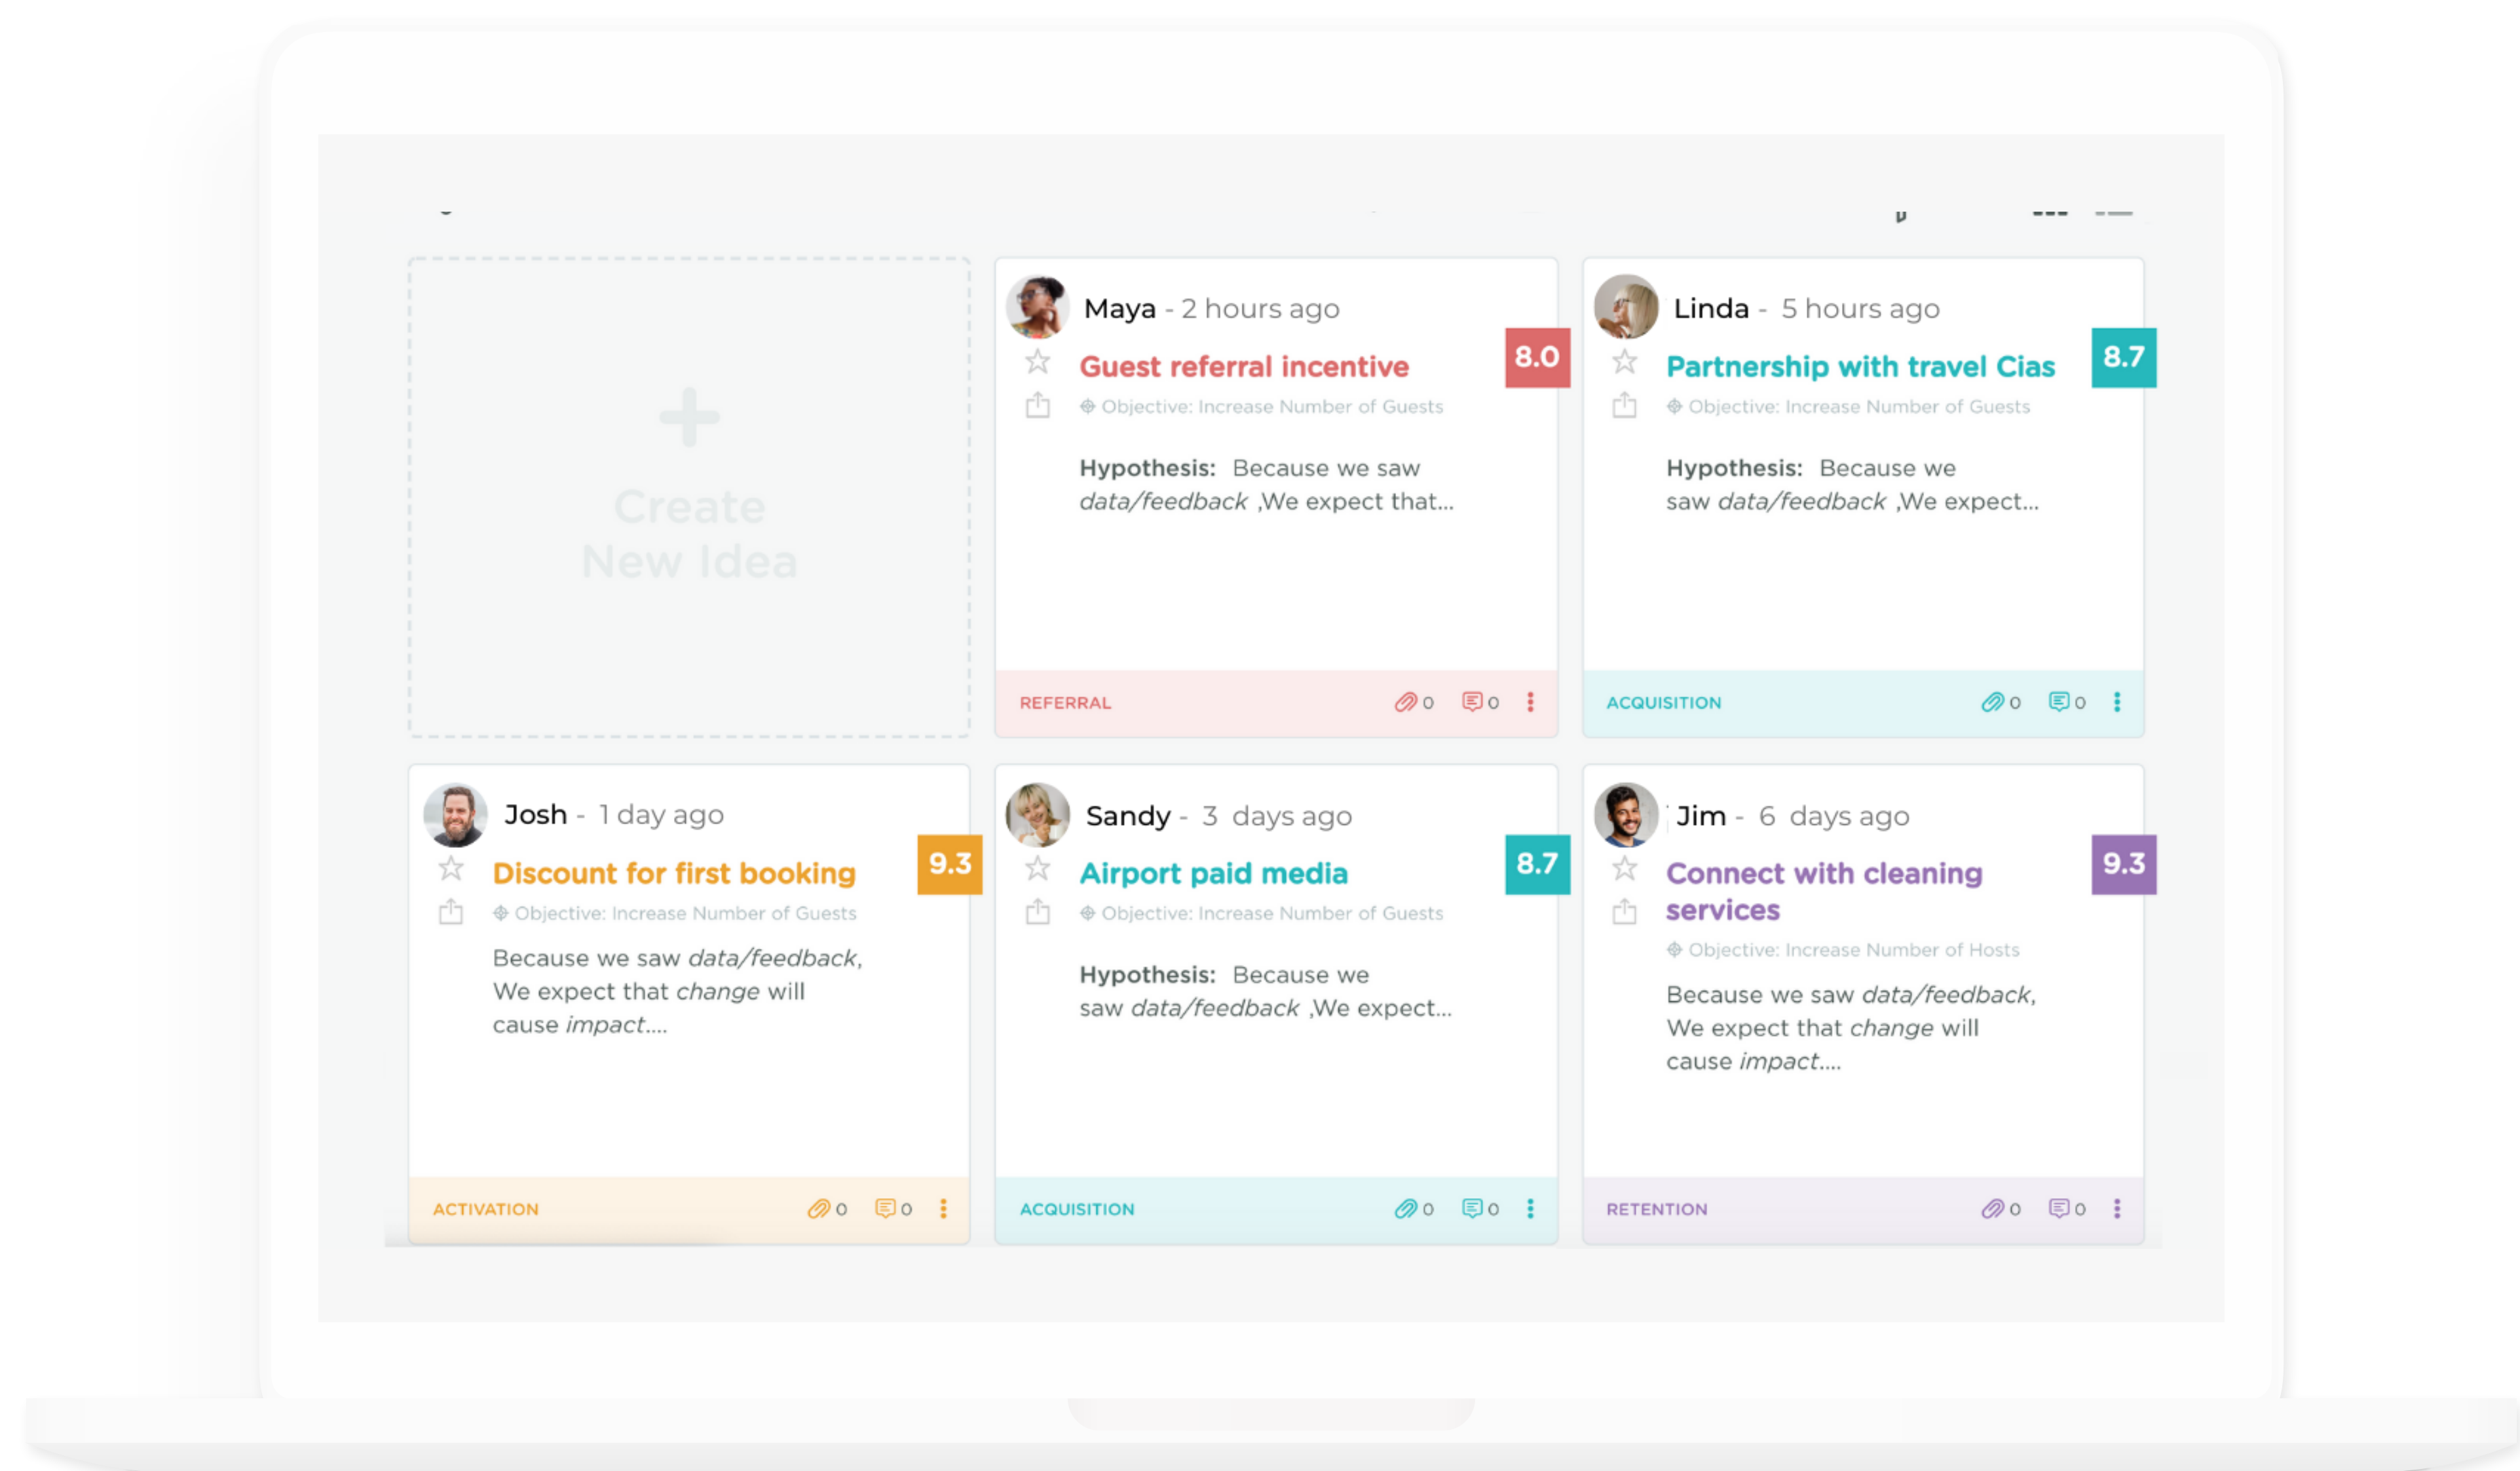 Create
New Idea
Maya - 2 hours ago
Guest referral incentive
8.0
Objective: Increase Number of Guests
Hypothesis: Because we saw
data/feedback ,We expect that...
REFERRAL
0
0
Linda - 5 hours ago
Partnership with travel Cias
8.7
Objective: Increase Number of Guests
Hypothesis: Because we
saw data/feedback ,We expect...
ACQUISITION
0
0
Josh - 1 day ago
Discount for first booking
9.3
Objective: Increase Number of Guests
Because we saw data/feedback,
We expect that change will
cause impact....
ACTIVATION
0
0
Sandy - 3 days ago
Airport paid media
8.7
Objective: Increase Number of Guests
Hypothesis: Because we
saw data/feedback ,We expect...
ACQUISITION
0
0
Jim - 6 days ago
Connect with cleaning
services
9.3
Objective: Increase Number of Hosts
Because we saw data/feedback,
We expect that change will
cause impact....
RETENTION
0
0